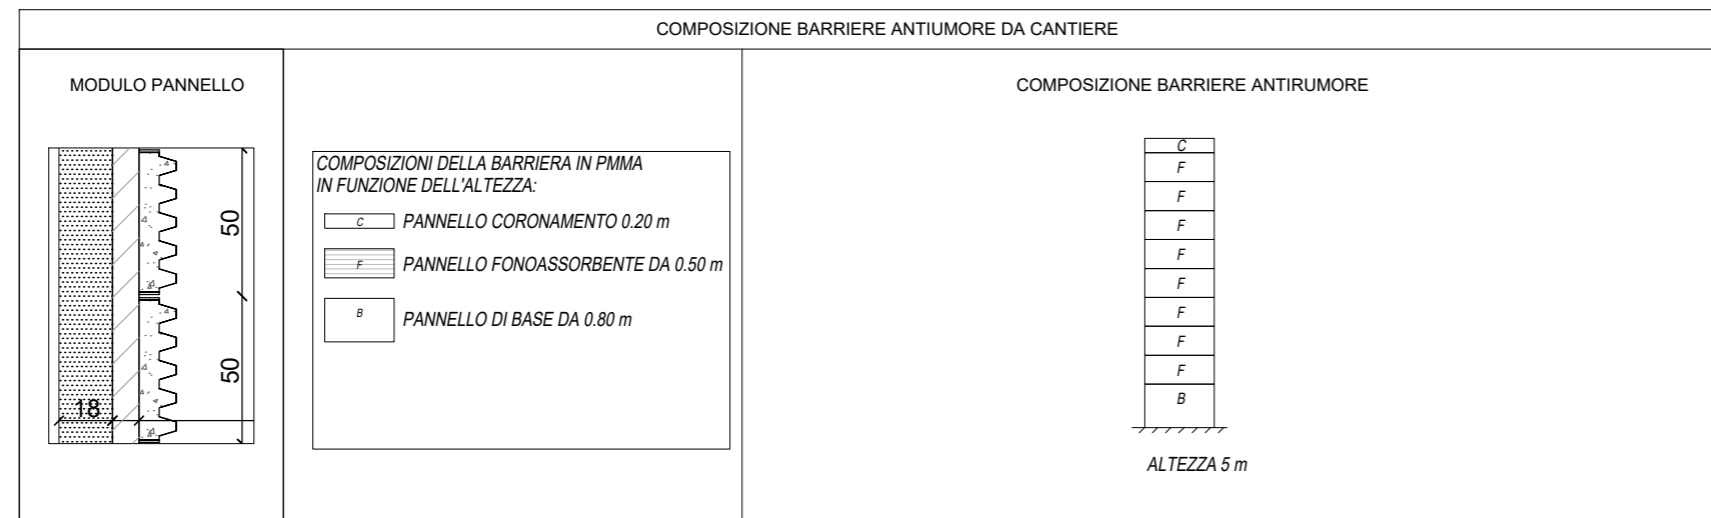 COMPOSIZIONE BARRIERE ANTIUMORE DA CANTIERE
MODULO PANNELLO
50
50
18
COMPOSIZIONI DELLA BARRIERA IN PMMA
IN FUNZIONE DELL'ALTEZZA:
C PANNELLO CORONAMENTO 0.20 m
F PANNELLO FONOASSORBENTE DA 0.50 m
B PANNELLO DI BASE DA 0.80 m
COMPOSIZIONE BARRIERE ANTIRUMORE
C
F
F
F
F
F
F
F
F
B
ALTEZZA 5 m